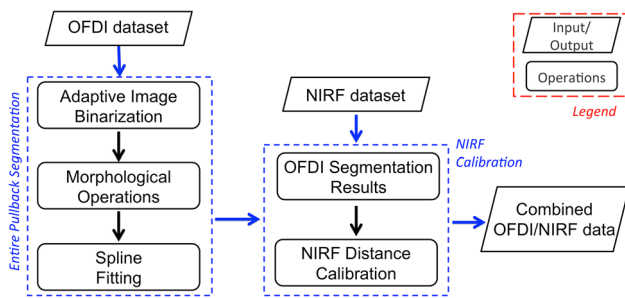 OFDI dataset
Entire Pullback Segmentation
Adaptive Image
Binarization
Morphological
Operations
Spline
Fitting
NIRF dataset
NIRF
Calibration
OFDI Segmentation
Results
NIRF Distance
Calibration
Combined
OFDI/NIRF data
Input/
Output
Operations
Legend